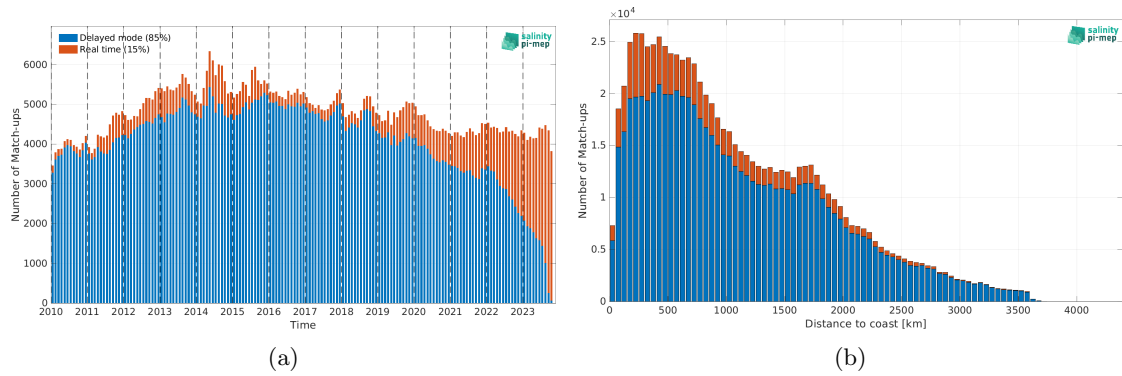 Delayed mode (85%)
Real time (15%)
salinity
pi-mep
Number of Match-ups
6000
5000
4000
3000
2000
1000
0
2010 2011 2012 2013 2014 2015 2016 2017 2018 2019 2020 2021 2022 2023
Time
(a)
×10⁴
salinity
pi-mep
Number of Match-ups
2.5
2
1.5
1
0.5
0
0 500 1000 1500 2000 2500 3000 3500 4000
Distance to coast [km]
(b)